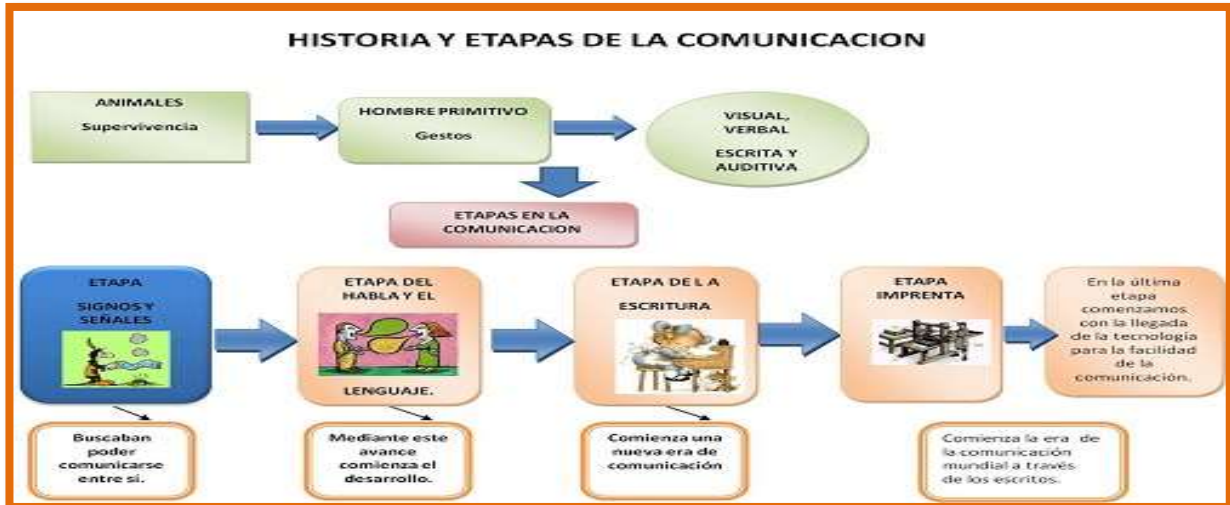 HISTORIA Y ETAPAS DE LA COMUNICACION
ANIMALES
Supervivencia
HOMBRE PRIMITIVO
Gestos
VISUAL,
VERBAL
ESCRITA Y
AUDITIVA
ETAPAS EN LA
COMUNICACION
ETAPA
SIGNOS Y
SEÑALES
ETAPA DEL
HABLA Y EL
LENGUAJE.
ETAPA DE L A
ESCRITURA
ETAPA
IMPRENTA
En la última
etapa
comenzamos
con la llegada
de la tecnología
para la facilidad
de la
comunicación.
Buscaban
poder
comunicarse
entre sí.
Mediante este
avance
comienza el
desarrollo.
Comienza una
nueva era de
comunicación
Comienza la era de
la comunicación
mundial a través
de los escritos.